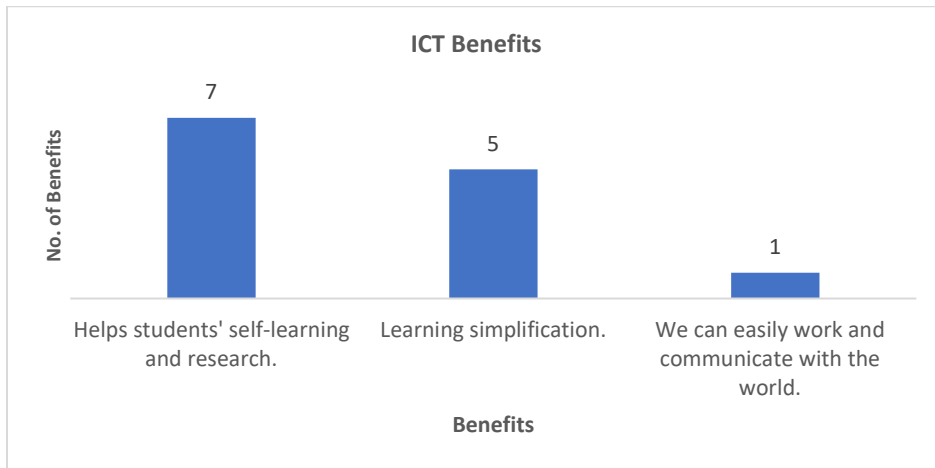 ICT Benefits
No. of Benefits
7
5
1
Helps students' self-learning
and research.
Learning simplification.
We can easily work and
communicate with the
world.
Benefits